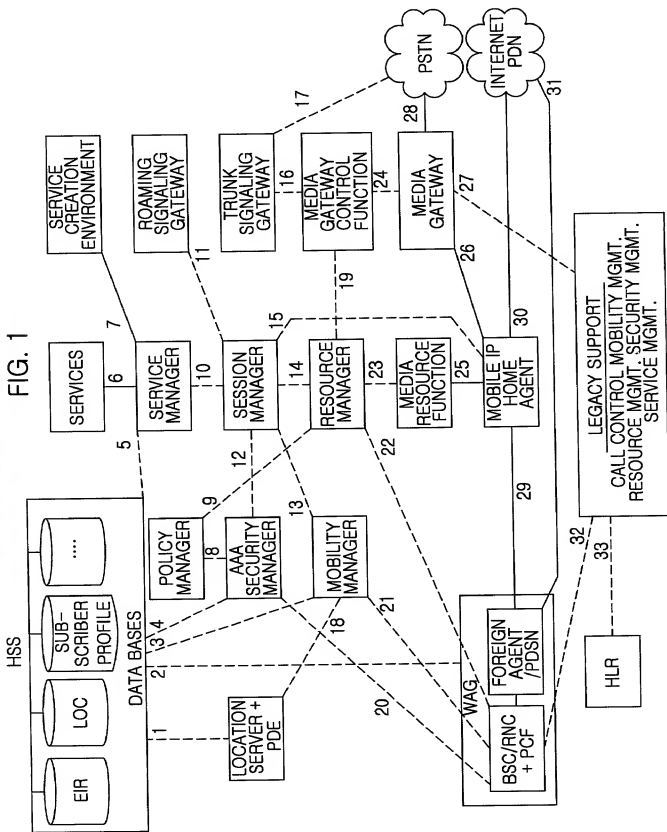 FIG. 1
HSS
EIR
LOC
SUB-
SCRIBER
PROFILE
.....
DATA BASES
1
2
3
4
5
6
7
SERVICES
SERVICE
CREATION
ENVIRONMENT
POLICY
MANAGER
9
8
SERVICE
MANAGER
10
11
ROAMING
SIGNALING
GATEWAY
AAA
SECURITY
MANAGER
12
SESSION
MANAGER
13
14
15
TRUNK
SIGNALING
GATEWAY
16
17
LOCATION
SERVER +
PDE
18
MOBILITY
MANAGER
RESOURCE
MANAGER
19
MEDIA
GATEWAY
CONTROL
FUNCTION
20
21
22
23
24
MEDIA
RESOURCE
FUNCTION
25
26
MEDIA
GATEWAY
27
28
PSTN
WAG
BSC/RNC
+ PCF
FOREIGN
AGENT
/PDSN
29
MOBILE IP
HOME
AGENT
30
INTERNET
PDN
31
32
33
HLR
LEGACY SUPPORT
CALL CONTROL MOBILITY MGMT.
RESOURCE MGMT. SECURITY MGMT.
SERVICE MGMT.